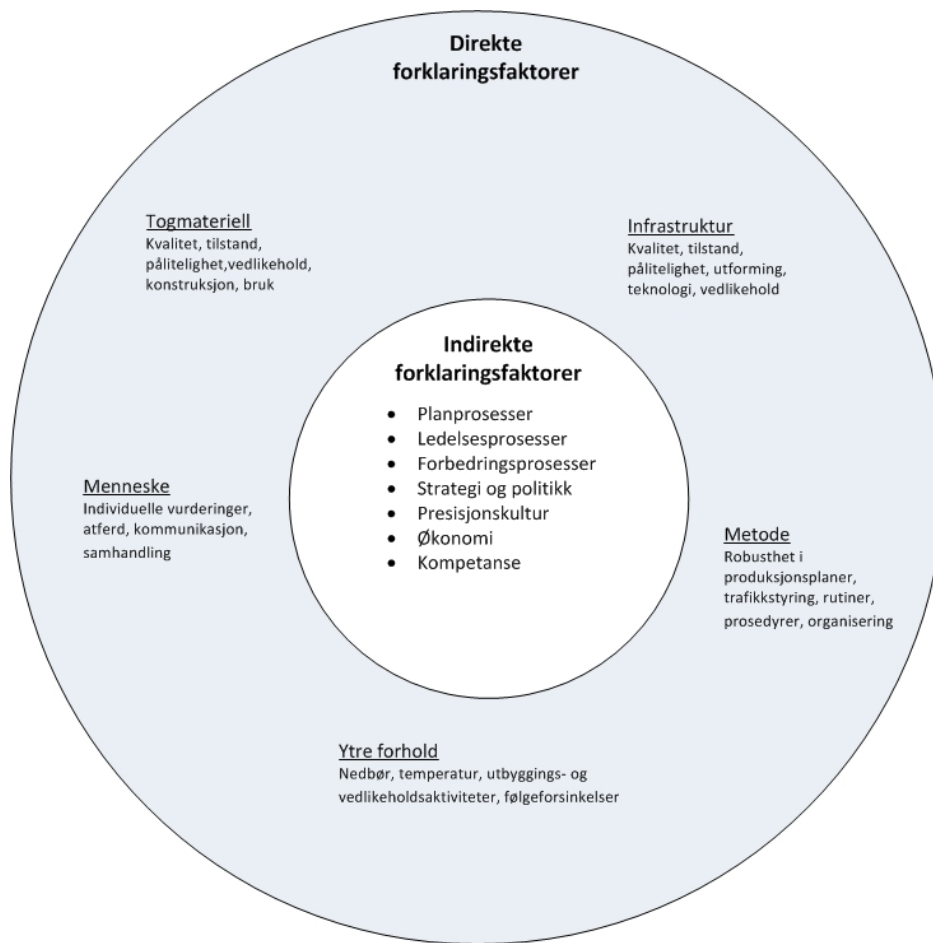 Direkte
forklaringsfaktorer
Togmateriell
Kvalitet, tilstand,
pålitelighet,vedlikehold,
konstruksjon, bruk
Infrastruktur
Kvalitet, tilstand,
pålitelighet, utforming,
teknologi, vedlikehold
Indirekte
forklaringsfaktorer
• Planprosesser
• Ledelsesprosesser
• Forbedringsprosesser
• Strategi og politikk
• Presisjonskultur
• Økonomi
• Kompetanse
Menneske
Individuelle vurderinger,
atferd, kommunikasjon,
samhandling
Metode
Robusthet i
produksjonsplaner,
trafikkstyring, rutiner,
prosedyrer, organisering
Ytre forhold
Nedbør, temperatur, utbyggings- og
vedlikeholdsaktiviteter, følgeforsinkelser